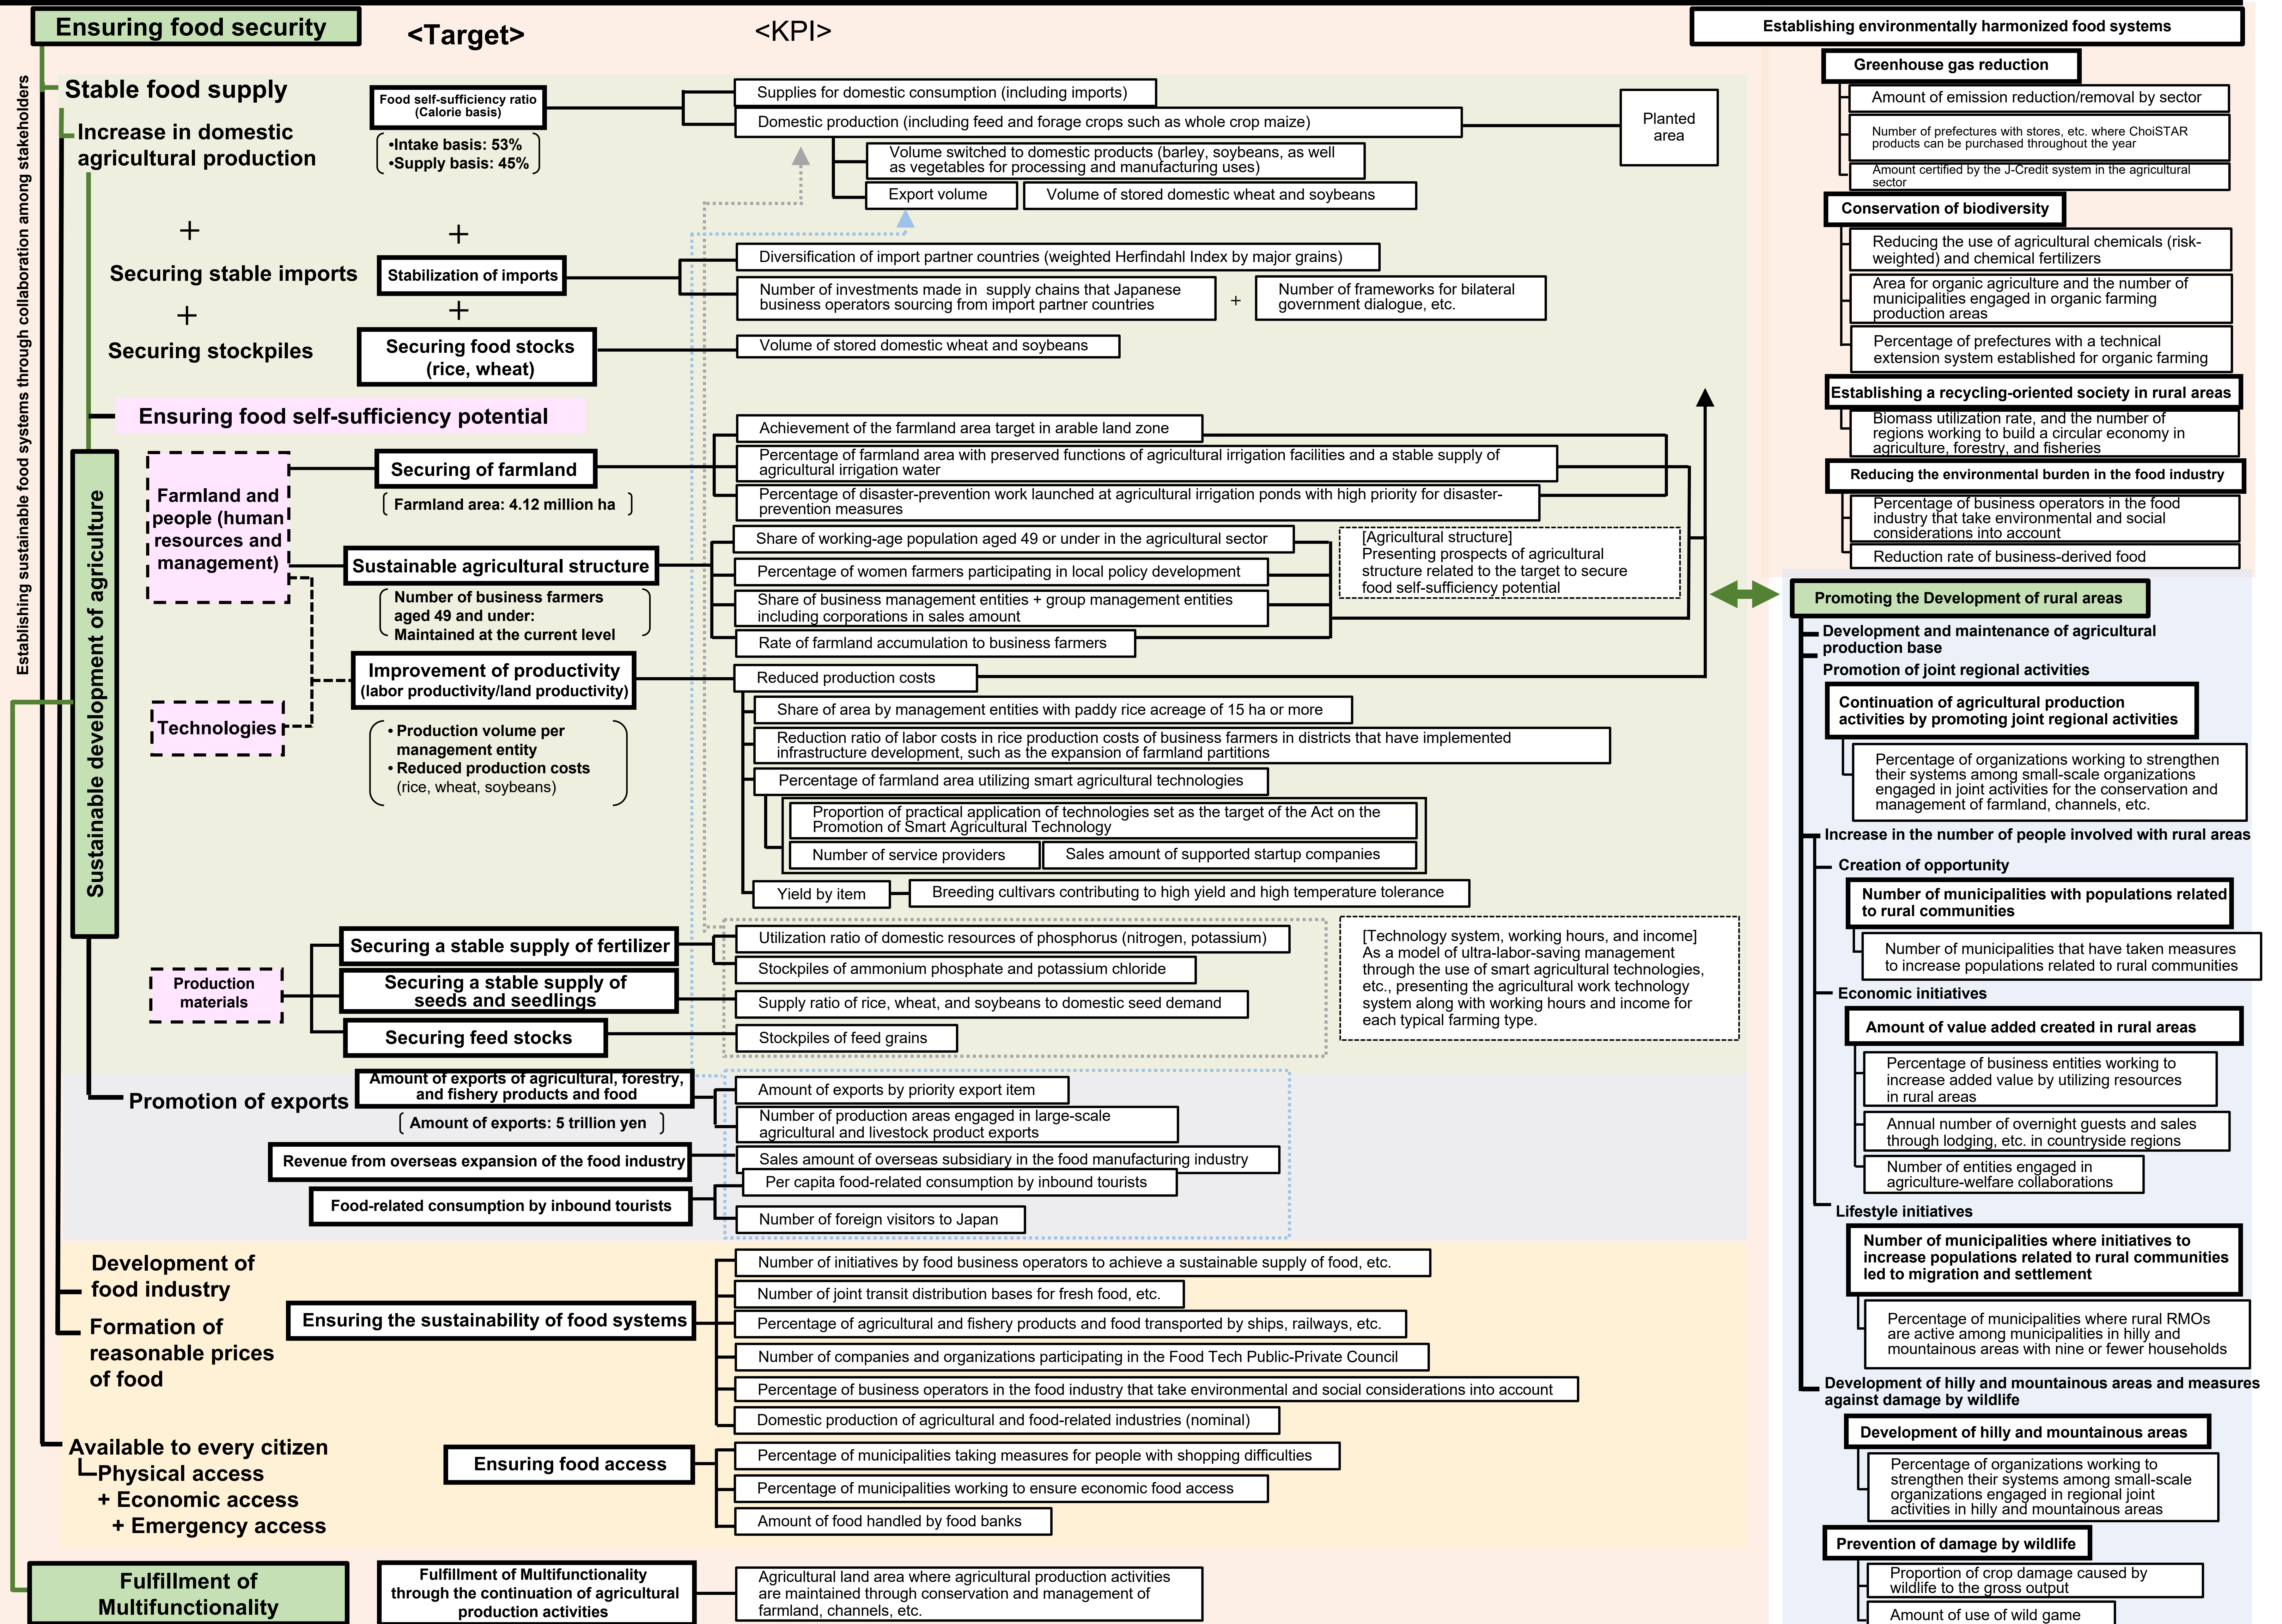 Ensuring food security
<Target>
<KPI>
Establishing sustainable food systems through collaboration among stakeholders
Stable food supply
Increase in domestic
agricultural production
Food self-sufficiency ratio
(Calorie basis)
•Intake basis: 53%
•Supply basis: 45%
Supplies for domestic consumption (including imports)
Domestic production (including feed and forage crops such as whole crop maize)
Planted
area
Volume switched to domestic products (barley, soybeans, as well
as vegetables for processing and manufacturing uses)
Export volume
Volume of stored domestic wheat and soybeans
+
+
Securing stable imports
Stabilization of imports
Diversification of import partner countries (weighted Herfindahl Index by major grains)
Number of investments made in supply chains that Japanese
business operators sourcing from import partner countries
+
Number of frameworks for bilateral
government dialogue, etc.
+
+
Securing stockpiles
Securing food stocks
(rice, wheat)
Volume of stored domestic wheat and soybeans
Ensuring food self-sufficiency potential
Sustainable development of agriculture
Farmland and
people (human
resources and
management)
Securing of farmland
Farmland area: 4.12 million ha
Achievement of the farmland area target in arable land zone
Percentage of farmland area with preserved functions of agricultural irrigation facilities and a stable supply of
agricultural irrigation water
Percentage of disaster-prevention work launched at agricultural irrigation ponds with high priority for disaster-
prevention measures
Sustainable agricultural structure
Number of business farmers
aged 49 and under:
Maintained at the current level
Share of working-age population aged 49 or under in the agricultural sector
Percentage of women farmers participating in local policy development
Share of business management entities + group management entities
including corporations in sales amount
Rate of farmland accumulation to business farmers
[Agricultural structure]
Presenting prospects of agricultural
structure related to the target to secure
food self-sufficiency potential
Technologies
Improvement of productivity
(labor productivity/land productivity)
• Production volume per
management entity
• Reduced production costs
(rice, wheat, soybeans)
Reduced production costs
Share of area by management entities with paddy rice acreage of 15 ha or more
Reduction ratio of labor costs in rice production costs of business farmers in districts that have implemented
infrastructure development, such as the expansion of farmland partitions
Percentage of farmland area utilizing smart agricultural technologies
Proportion of practical application of technologies set as the target of the Act on the
Promotion of Smart Agricultural Technology
Number of service providers
Sales amount of supported startup companies
Yield by item
Breeding cultivars contributing to high yield and high temperature tolerance
Production
materials
Securing a stable supply of fertilizer
Utilization ratio of domestic resources of phosphorus (nitrogen, potassium)
Stockpiles of ammonium phosphate and potassium chloride
Securing a stable supply of
seeds and seedlings
Supply ratio of rice, wheat, and soybeans to domestic seed demand
Securing feed stocks
Stockpiles of feed grains
[Technology system, working hours, and income]
As a model of ultra-labor-saving management
through the use of smart agricultural technologies,
etc., presenting the agricultural work technology
system along with working hours and income for
each typical farming type.
Promotion of exports
Amount of exports of agricultural, forestry,
and fishery products and food
Amount of exports: 5 trillion yen
Amount of exports by priority export item
Number of production areas engaged in large-scale
agricultural and livestock product exports
Revenue from overseas expansion of the food industry
Sales amount of overseas subsidiary in the food manufacturing industry
Food-related consumption by inbound tourists
Per capita food-related consumption by inbound tourists
Number of foreign visitors to Japan
Development of
food industry
Formation of
reasonable prices
of food
Ensuring the sustainability of food systems
Number of initiatives by food business operators to achieve a sustainable supply of food, etc.
Number of joint transit distribution bases for fresh food, etc.
Percentage of agricultural and fishery products and food transported by ships, railways, etc.
Number of companies and organizations participating in the Food Tech Public-Private Council
Percentage of business operators in the food industry that take environmental and social considerations into account
Domestic production of agricultural and food-related industries (nominal)
Available to every citizen
Physical access
+ Economic access
+ Emergency access
Ensuring food access
Percentage of municipalities taking measures for people with shopping difficulties
Percentage of municipalities working to ensure economic food access
Amount of food handled by food banks
Fulfillment of
Multifunctionality
Fulfillment of Multifunctionality
through the continuation of agricultural
production activities
Agricultural land area where agricultural production activities
are maintained through conservation and management of
farmland, channels, etc.
Establishing environmentally harmonized food systems
Greenhouse gas reduction
Amount of emission reduction/removal by sector
Number of prefectures with stores, etc. where ChoiSTAR
products can be purchased throughout the year
Amount certified by the J-Credit system in the agricultural
sector
Conservation of biodiversity
Reducing the use of agricultural chemicals (risk-
weighted) and chemical fertilizers
Area for organic agriculture and the number of
municipalities engaged in organic farming
production areas
Percentage of prefectures with a technical
extension system established for organic farming
Establishing a recycling-oriented society in rural areas
Biomass utilization rate, and the number of
regions working to build a circular economy in
agriculture, forestry, and fisheries
Reducing the environmental burden in the food industry
Percentage of business operators in the food
industry that take environmental and social
considerations into account
Reduction rate of business-derived food
Promoting the Development of rural areas
Development and maintenance of agricultural
production base
Promotion of joint regional activities
Continuation of agricultural production
activities by promoting joint regional activities
Percentage of organizations working to strengthen
their systems among small-scale organizations
engaged in joint activities for the conservation and
management of farmland, channels, etc.
Increase in the number of people involved with rural areas
Creation of opportunity
Number of municipalities with populations related
to rural communities
Number of municipalities that have taken measures
to increase populations related to rural communities
Economic initiatives
Amount of value added created in rural areas
Percentage of business entities working to
increase added value by utilizing resources
in rural areas
Annual number of overnight guests and sales
through lodging, etc. in countryside regions
Number of entities engaged in
agriculture-welfare collaborations
Lifestyle initiatives
Number of municipalities where initiatives to
increase populations related to rural communities
led to migration and settlement
Percentage of municipalities where rural RMOs
are active among municipalities in hilly and
mountainous areas with nine or fewer households
Development of hilly and mountainous areas and measures
against damage by wildlife
Development of hilly and mountainous areas
Percentage of organizations working to
strengthen their systems among small-scale
organizations engaged in regional joint
activities in hilly and mountainous areas
Prevention of damage by wildlife
Proportion of crop damage caused by
wildlife to the gross output
Amount of use of wild game